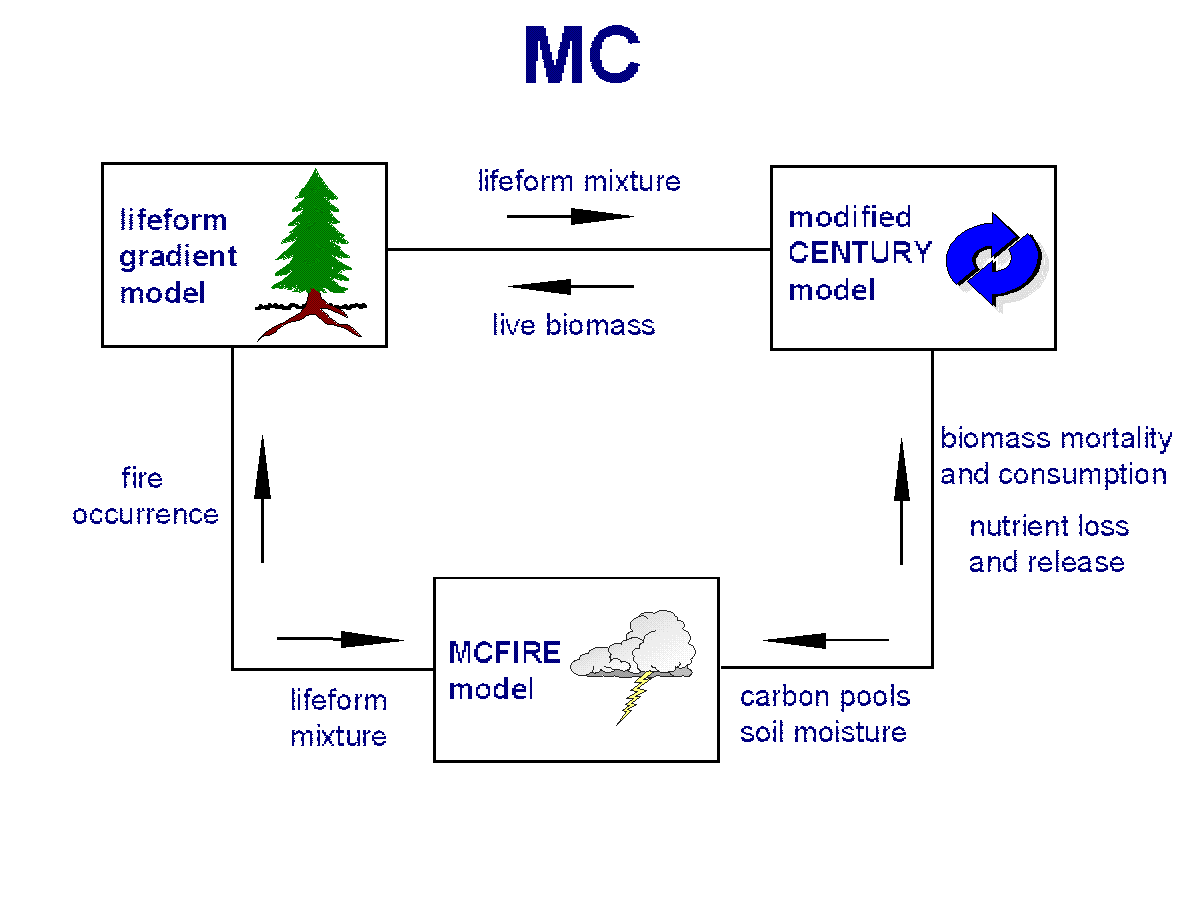 MC
lifeform
gradient
model
lifeform mixture
live biomass
modified
CENTURY
model
fire
occurrence
biomass mortality
and consumption
nutrient loss
and release
MCFIRE
model
lifeform
mixture
carbon pools
soil moisture